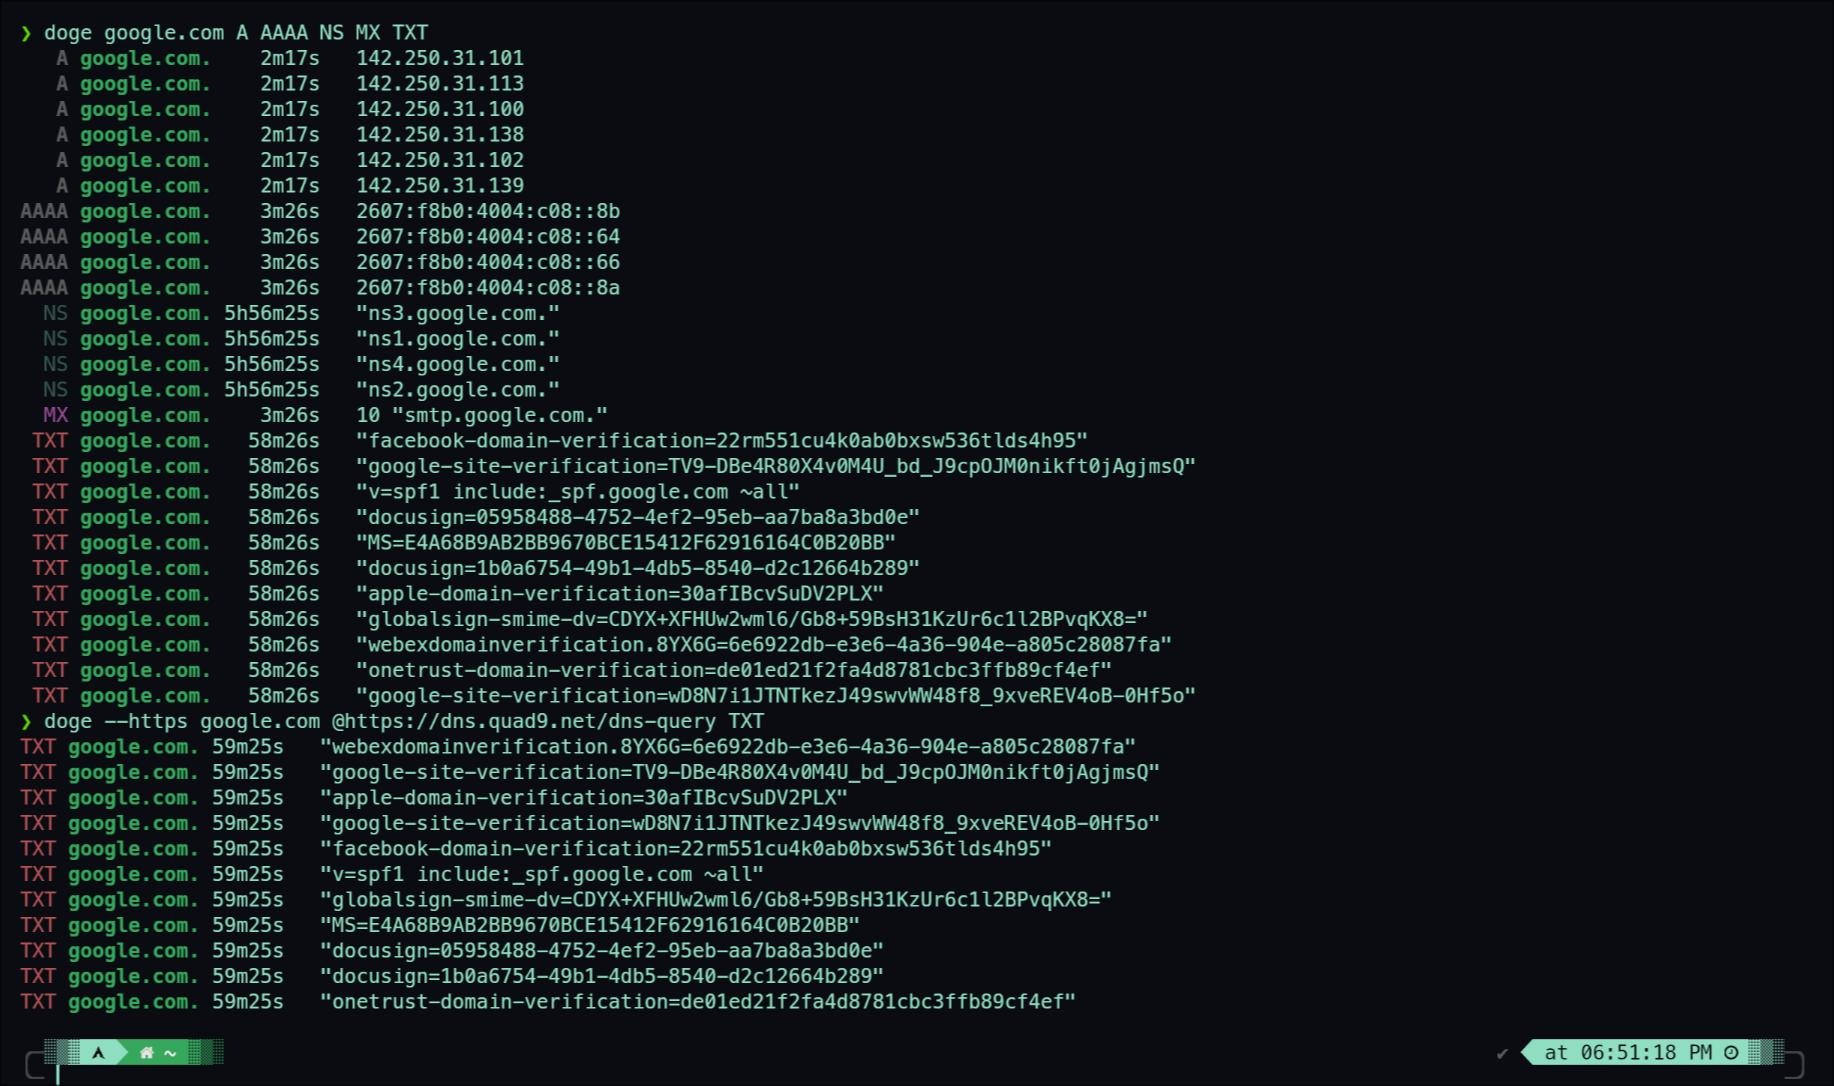 ❯ doge google.com A AAAA NS MX TXT
A google.com. 2m17s 142.250.31.101
A google.com. 2m17s 142.250.31.113
A google.com. 2m17s 142.250.31.100
A google.com. 2m17s 142.250.31.138
A google.com. 2m17s 142.250.31.102
A google.com. 2m17s 142.250.31.139
AAAA google.com. 3m26s 2607:f8b0:4004:c08::8b
AAAA google.com. 3m26s 2607:f8b0:4004:c08::64
AAAA google.com. 3m26s 2607:f8b0:4004:c08::66
AAAA google.com. 3m26s 2607:f8b0:4004:c08::8a
NS google.com. 5h56m25s "ns3.google.com."
NS google.com. 5h56m25s "ns1.google.com."
NS google.com. 5h56m25s "ns4.google.com."
NS google.com. 5h56m25s "ns2.google.com."
MX google.com. 3m26s 10 "smtp.google.com."
TXT google.com. 58m26s "facebook-domain-verification=22rm551cu4k0ab0bxsw536tlds4h95"
TXT google.com. 58m26s "google-site-verification=TV9-DBe4R80X4v0M4U_bd_J9cpOJM0nikft0jAgjmsQ"
TXT google.com. 58m26s "v=spf1 include:_spf.google.com ~all"
TXT google.com. 58m26s "docusign=05958488-4752-4ef2-95eb-aa7ba8a3bd0e"
TXT google.com. 58m26s "MS=E4A68B9AB2BB9670BCE15412F62916164C0B20BB"
TXT google.com. 58m26s "docusign=1b0a6754-49b1-4db5-8540-d2c12664b289"
TXT google.com. 58m26s "apple-domain-verification=30afIBcvSuDV2PLX"
TXT google.com. 58m26s "globalsign-smime-dv=CDYX+XFHUw2wml6/Gb8+59BsH31KzUr6c1l2BPvqKX8="
TXT google.com. 58m26s "webexdomainverification.8YX6G=6e6922db-e3e6-4a36-904e-a805c28087fa"
TXT google.com. 58m26s "onetrust-domain-verification=de01ed21f2fa4d8781cbc3ffb89cf4ef"
TXT google.com. 58m26s "google-site-verification=wD8N7i1JTNTkezJ49swvWW48f8_9xveREV4oB-0Hf5o"
❯ doge --https google.com @https://dns.quad9.net/dns-query TXT
TXT google.com. 59m25s "webexdomainverification.8YX6G=6e6922db-e3e6-4a36-904e-a805c28087fa"
TXT google.com. 59m25s "google-site-verification=TV9-DBe4R80X4v0M4U_bd_J9cpOJM0nikft0jAgjmsQ"
TXT google.com. 59m25s "apple-domain-verification=30afIBcvSuDV2PLX"
TXT google.com. 59m25s "google-site-verification=wD8N7i1JTNTkezJ49swvWW48f8_9xveREV4oB-0Hf5o"
TXT google.com. 59m25s "facebook-domain-verification=22rm551cu4k0ab0bxsw536tlds4h95"
TXT google.com. 59m25s "v=spf1 include:_spf.google.com ~all"
TXT google.com. 59m25s "globalsign-smime-dv=CDYX+XFHUw2wml6/Gb8+59BsH31KzUr6c1l2BPvqKX8="
TXT google.com. 59m25s "MS=E4A68B9AB2BB9670BCE15412F62916164C0B20BB"
TXT google.com. 59m25s "docusign=05958488-4752-4ef2-95eb-aa7ba8a3bd0e"
TXT google.com. 59m25s "docusign=1b0a6754-49b1-4db5-8540-d2c12664b289"
TXT google.com. 59m25s "onetrust-domain-verification=de01ed21f2fa4d8781cbc3ffb89cf4ef"
~ ✔ at 06:51:18 PM